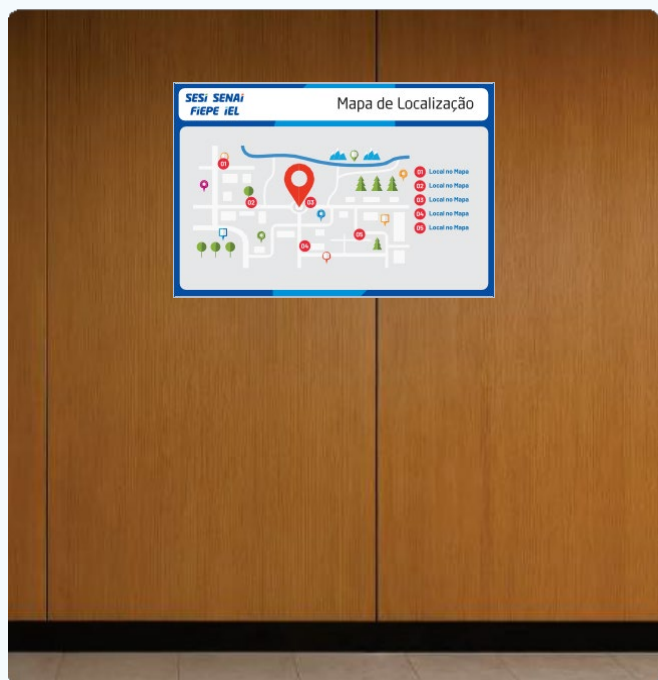 SESI SENAI
FIEPE IEL
Mapa de Localização
01 Local no Mapa
02 Local no Mapa
03 Local no Mapa
04 Local no Mapa
05 Local no Mapa
01
02
03
04
05